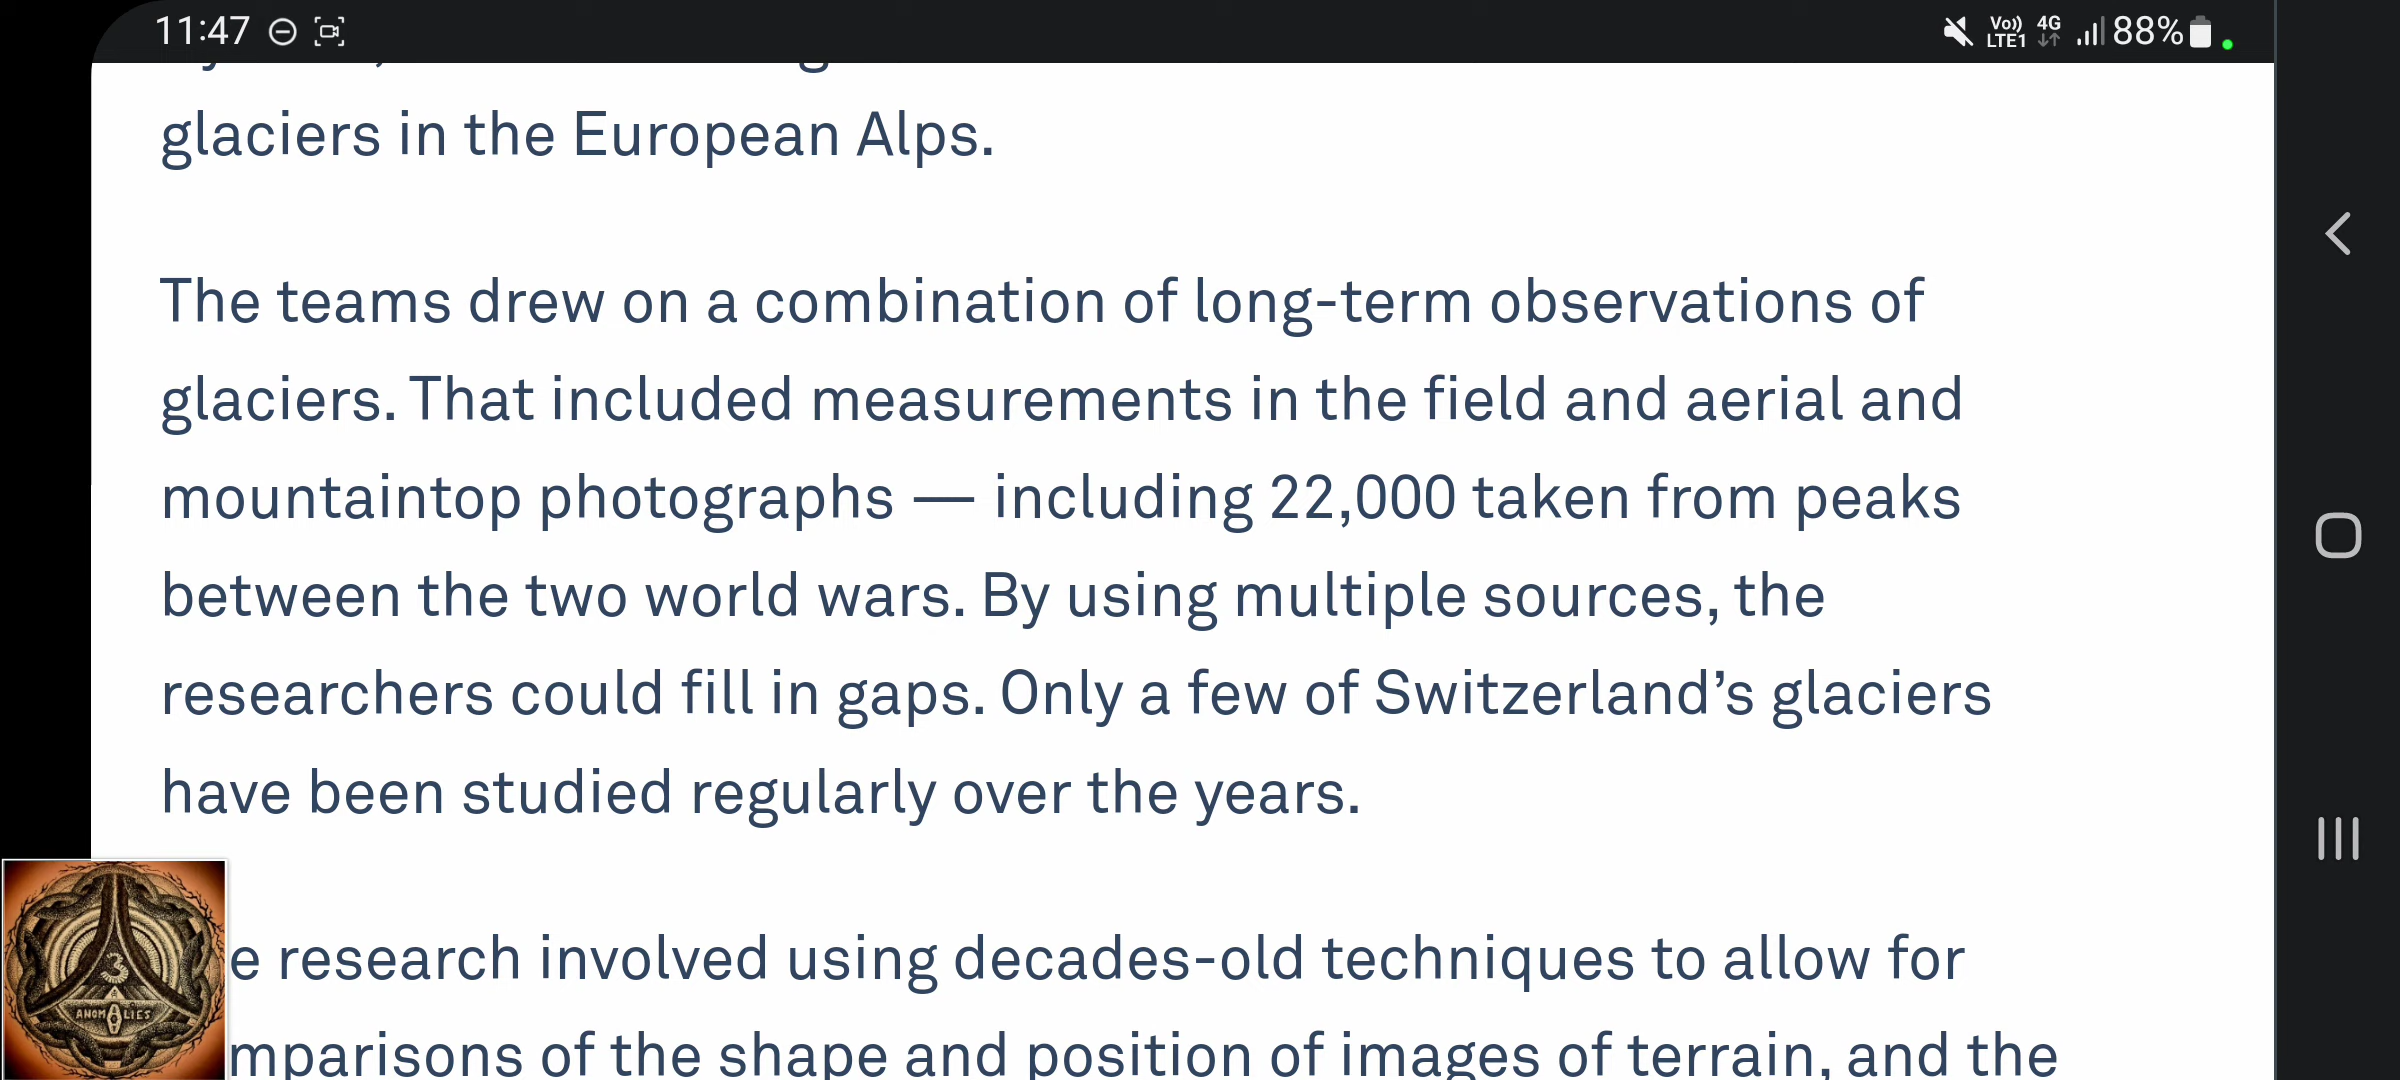 11:47
Vo)) LTE1 4G 88%
glaciers in the European Alps.
The teams drew on a combination of long-term observations of
glaciers. That included measurements in the field and aerial and
mountaintop photographs — including 22,000 taken from peaks
between the two world wars. By using multiple sources, the
researchers could fill in gaps. Only a few of Switzerland’s glaciers
have been studied regularly over the years.
e research involved using decades-old techniques to allow for
mparisons of the shape and position of images of terrain, and the
ANOMALIES